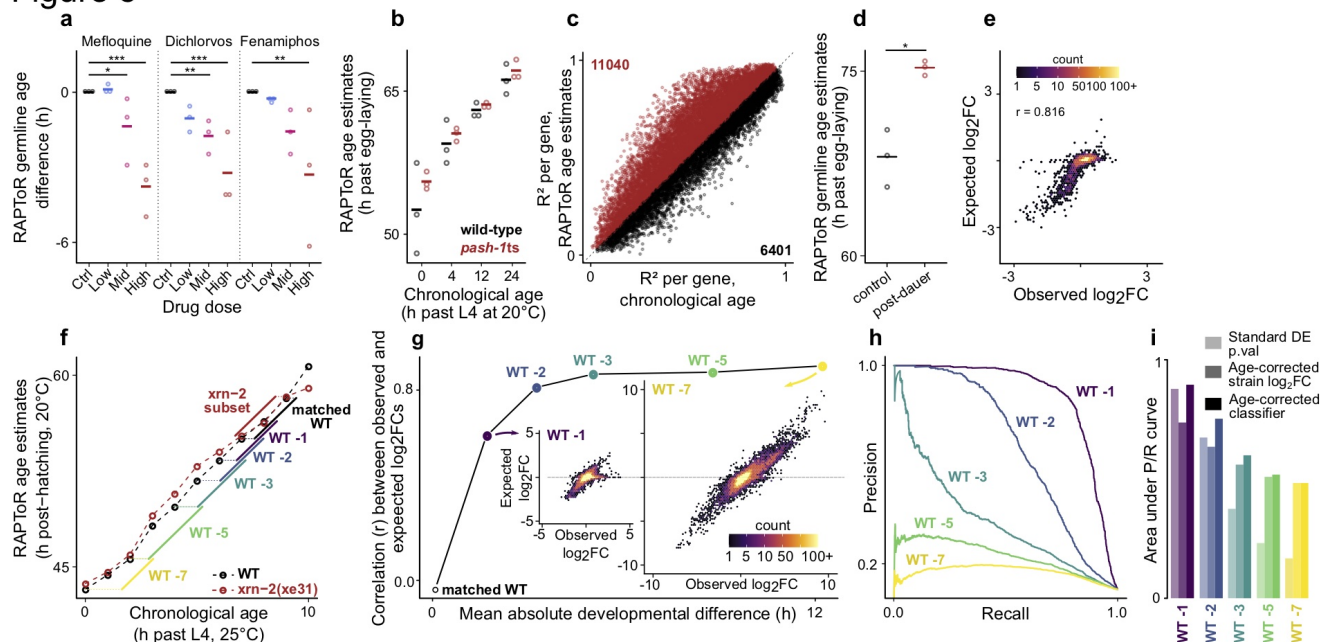 a
Mefloquine Dichlorvos Fenamiphos
*** *** **
* **
RAPToR germline age
difference (h)
0
-6
Ctrl Low Mid High Ctrl Low Mid High Ctrl Low Mid High
Drug dose
b
RAPToR age estimates
(h past egg-laying)
65
50
wild-type
pash-1ts
0 4 12 24
Chronological age
(h past L4 at 20°C)
c
R² per gene,
RAPToR age estimates
1
0
11040
6401
0 1
R² per gene,
chronological age
d
RAPToR germline age estimates
(h past egg-laying)
*
75
60
control
post-dauer
e
count
1 5 10 50 100+
r = 0.816
Expected log2FC
3
-3
-3 3
Observed log2FC
f
RAPToR age estimates
(h post-hatching, 20°C)
60
45
xrn-2
subset
matched
WT
WT -1
WT -2
WT -3
WT -5
WT -7
WT
xrn-2(xe31)
0 10
Chronological age
(h past L4, 25°C)
g
Correlation (r) between observed and
expected log2FCs
0.8
0.0
WT -2
WT -3
WT -5
WT -7
WT -1
matched WT
Expected
log2FC
5
-5
-5 5
Observed
log2FC
10
-10
-10 10
Observed log2FC
count
1 5 10 50 100+
0 12
Mean absolute developmental difference (h)
h
Precision
1.0
0.2
WT -1
WT -2
WT -3
WT -5
WT -7
0.0 1.0
Recall
i
Standard DE
p.val
Age-corrected
strain log2FC
Age-corrected
classifier
Area under P/R curve
1
0
WT -1
WT -2
WT -3
WT -5
WT -7